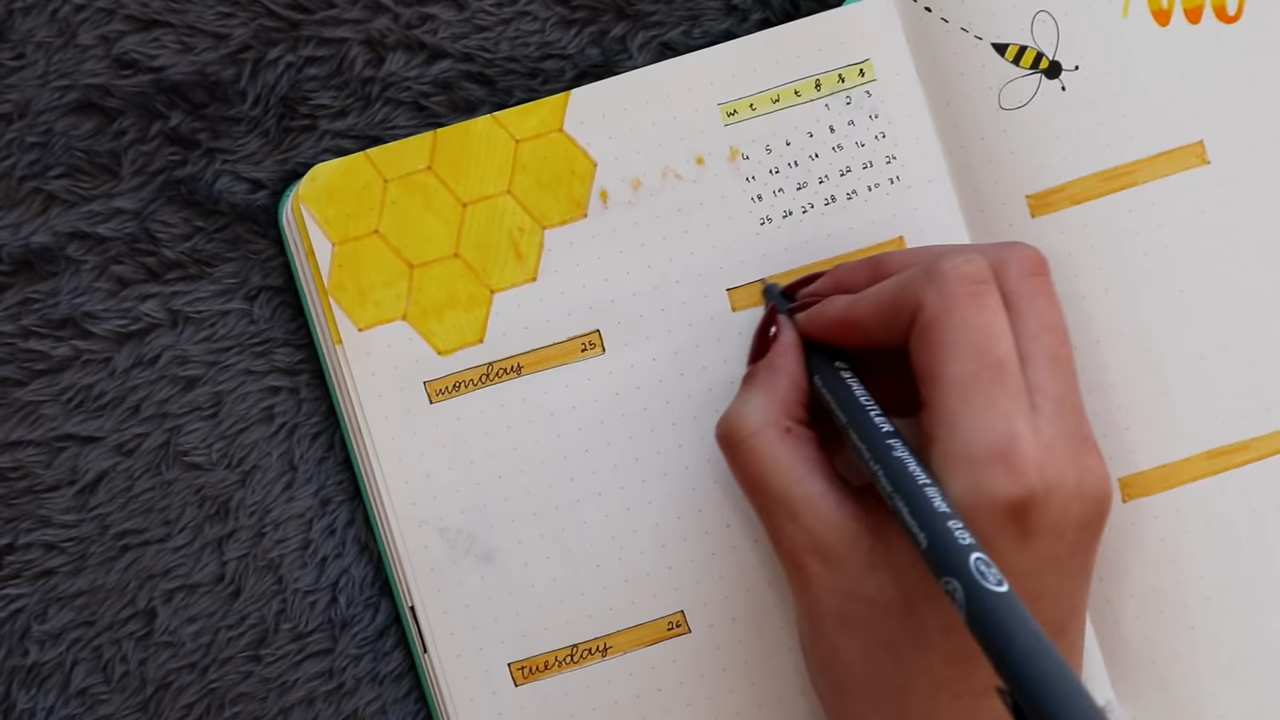 m t w t f s s
1 2 3
4 5 6 7 8 9 10
11 12 13 14 15 16 17
18 19 20 21 22 23 24
25 26 27 28 29 30 31
monday 25
tuesday 26
STAEDTLER pigment liner 0.05